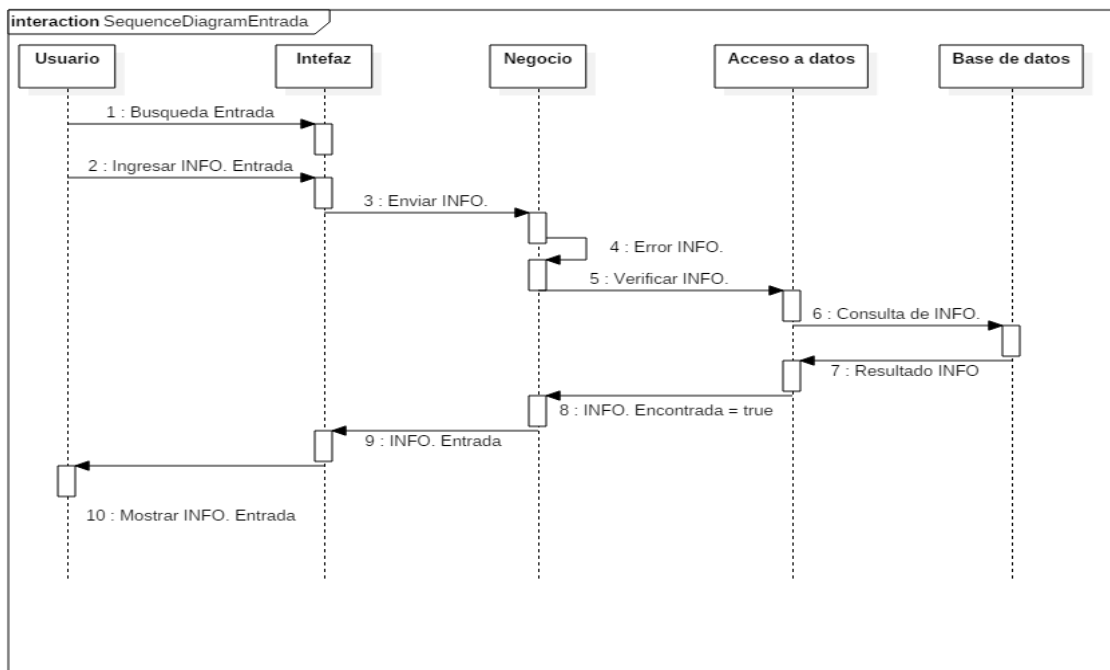 interaction SequenceDiagramEntrada
Usuario
Intefaz
Negocio
Acceso a datos
Base de datos
1 : Busqueda Entrada
2 : Ingresar INFO. Entrada
3 : Enviar INFO.
4 : Error INFO.
5 : Verificar INFO.
6 : Consulta de INFO.
7 : Resultado INFO
8 : INFO. Encontrada = true
9 : INFO. Entrada
10 : Mostrar INFO. Entrada